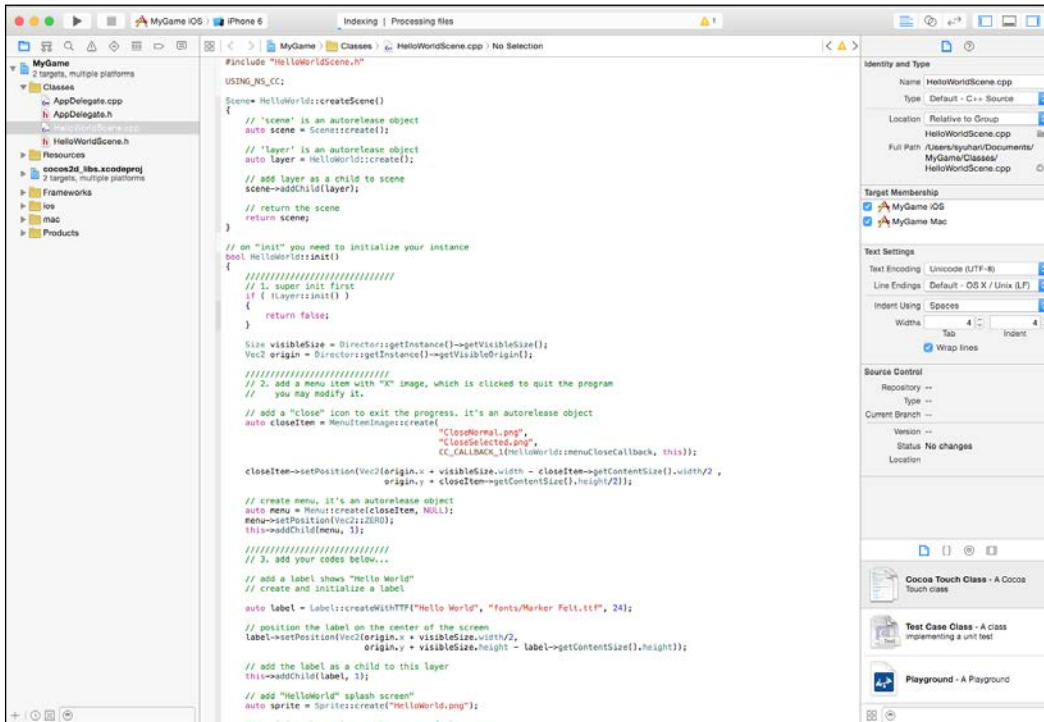 MyGame iOS
iPhone 6
Indexing | Processing files
1
MyGame
Classes
HelloWorldScene.cpp
No Selection
MyGame
2 targets, multiple platforms
Classes
AppDelegate.cpp
AppDelegate.h
HelloWorldScene.cpp
HelloWorldScene.h
Resources
cocos2d_libs.xcodeproj
2 targets, multiple platforms
Frameworks
ios
mac
Products
#include "HelloWorldScene.h"
USING_NS_CC;
Scene* HelloWorld::createScene()
{
// 'scene' is an autorelease object
auto scene = Scene::create();
// 'layer' is an autorelease object
auto layer = HelloWorld::create();
// add layer as a child to scene
scene->addChild(layer);
// return the scene
return scene;
}
// on "init" you need to initialize your instance
bool HelloWorld::init()
{
//////////////////////////////
// 1. super init first
if ( !Layer::init() )
{
return false;
}
Size visibleSize = Director::getInstance()->getVisibleSize();
Vec2 origin = Director::getInstance()->getVisibleOrigin();
/////////////////////////////
// 2. add a menu item with "X" image, which is clicked to quit the program
// you may modify it.
// add a "close" icon to exit the progress. it's an autorelease object
auto closeItem = MenuItemImage::create(
"CloseNormal.png",
"CloseSelected.png",
CC_CALLBACK_1(HelloWorld::menuCloseCallback, this));
closeItem->setPosition(Vec2(origin.x + visibleSize.width - closeItem->getContentSize().width/2 ,
origin.y + closeItem->getContentSize().height/2));
// create menu, it's an autorelease object
auto menu = Menu::create(closeItem, NULL);
menu->setPosition(Vec2::ZERO);
this->addChild(menu, 1);
/////////////////////////////
// 3. add your codes below...
// add a label shows "Hello World"
// create and initialize a label
auto label = Label::createWithTTF("Hello World", "fonts/Marker Felt.ttf", 24);
// position the label on the center of the screen
label->setPosition(Vec2(origin.x + visibleSize.width/2,
origin.y + visibleSize.height - label->getContentSize().height));
// add the label as a child to this layer
this->addChild(label, 1);
// add "HelloWorld" splash screen"
auto sprite = Sprite::create("HelloWorld.png");
Identity and Type
Name HelloWorldScene.cpp
Type Default - C++ Source
Location Relative to Group
HelloWorldScene.cpp
Full Path /Users/syuhari/Documents/
MyGame/Classes/
HelloWorldScene.cpp
Target Membership
MyGame iOS
MyGame Mac
Text Settings
Text Encoding Unicode (UTF-8)
Line Endings Default - OS X / Unix (LF)
Indent Using Spaces
Widths 4 4
Tab Indent
Wrap lines
Source Control
Repository --
Type --
Current Branch --
Version --
Status No changes
Location
Cocoa Touch Class - A Cocoa
Touch class
Test Case Class - A class
implementing a unit test
Playground - A Playground